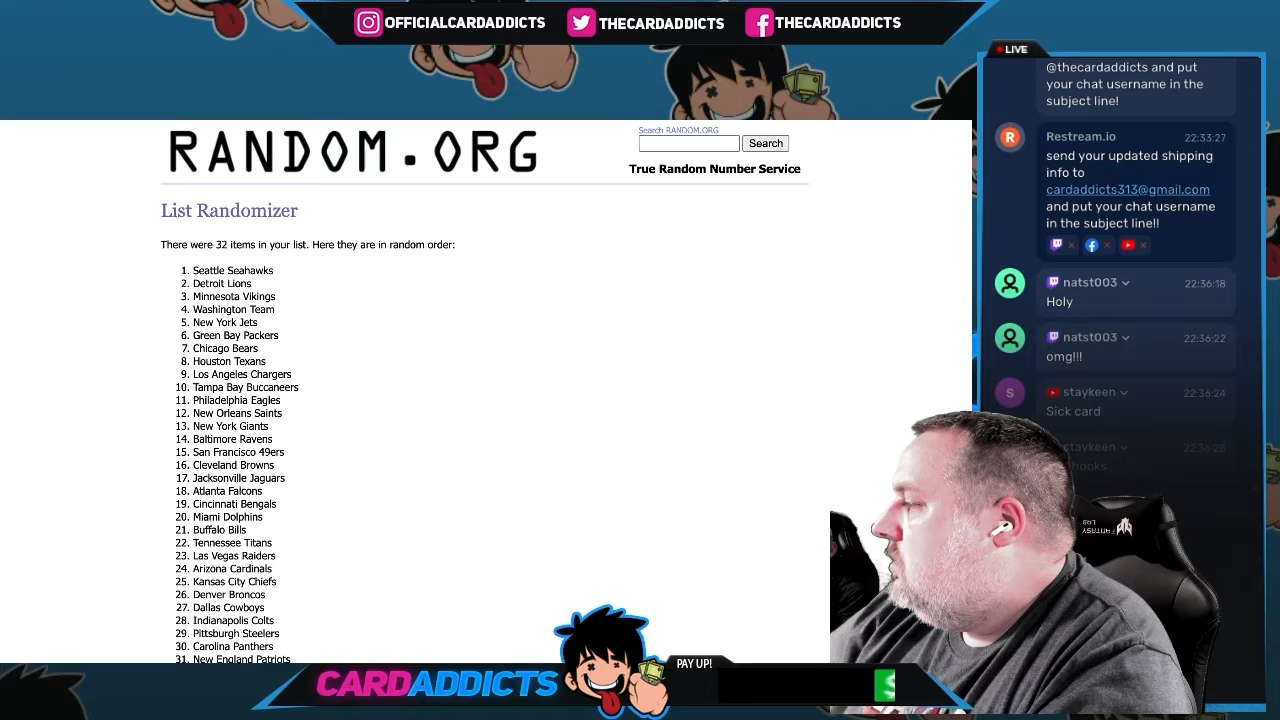 OFFICIALCARDADDICTS THECARDADDICTS THECARDADDICTS
LIVE
@thecardaddicts and put
your chat username in the
subject line!
R
Restream.io 22:33:27
send your updated shipping
info to
cardaddicts313@gmail.com
and put your chat username
in the subject line!!
natst003 22:36:18
Holy
natst003 22:36:22
omg!!!
S
staykeen 22:36:24
Sick card
staykeen 22:36:26
RANDOM.ORG
Search RANDOM.ORG
Search
True Random Number Service
List Randomizer
There were 32 items in your list. Here they are in random order:
1. Seattle Seahawks
2. Detroit Lions
3. Minnesota Vikings
4. Washington Team
5. New York Jets
6. Green Bay Packers
7. Chicago Bears
8. Houston Texans
9. Los Angeles Chargers
10. Tampa Bay Buccaneers
11. Philadelphia Eagles
12. New Orleans Saints
13. New York Giants
14. Baltimore Ravens
15. San Francisco 49ers
16. Cleveland Browns
17. Jacksonville Jaguars
18. Atlanta Falcons
19. Cincinnati Bengals
20. Miami Dolphins
21. Buffalo Bills
22. Tennessee Titans
23. Las Vegas Raiders
24. Arizona Cardinals
25. Kansas City Chiefs
26. Denver Broncos
27. Dallas Cowboys
28. Indianapolis Colts
29. Pittsburgh Steelers
30. Carolina Panthers
31. New England Patriots
PAY UP!
CARDADDICTS
$